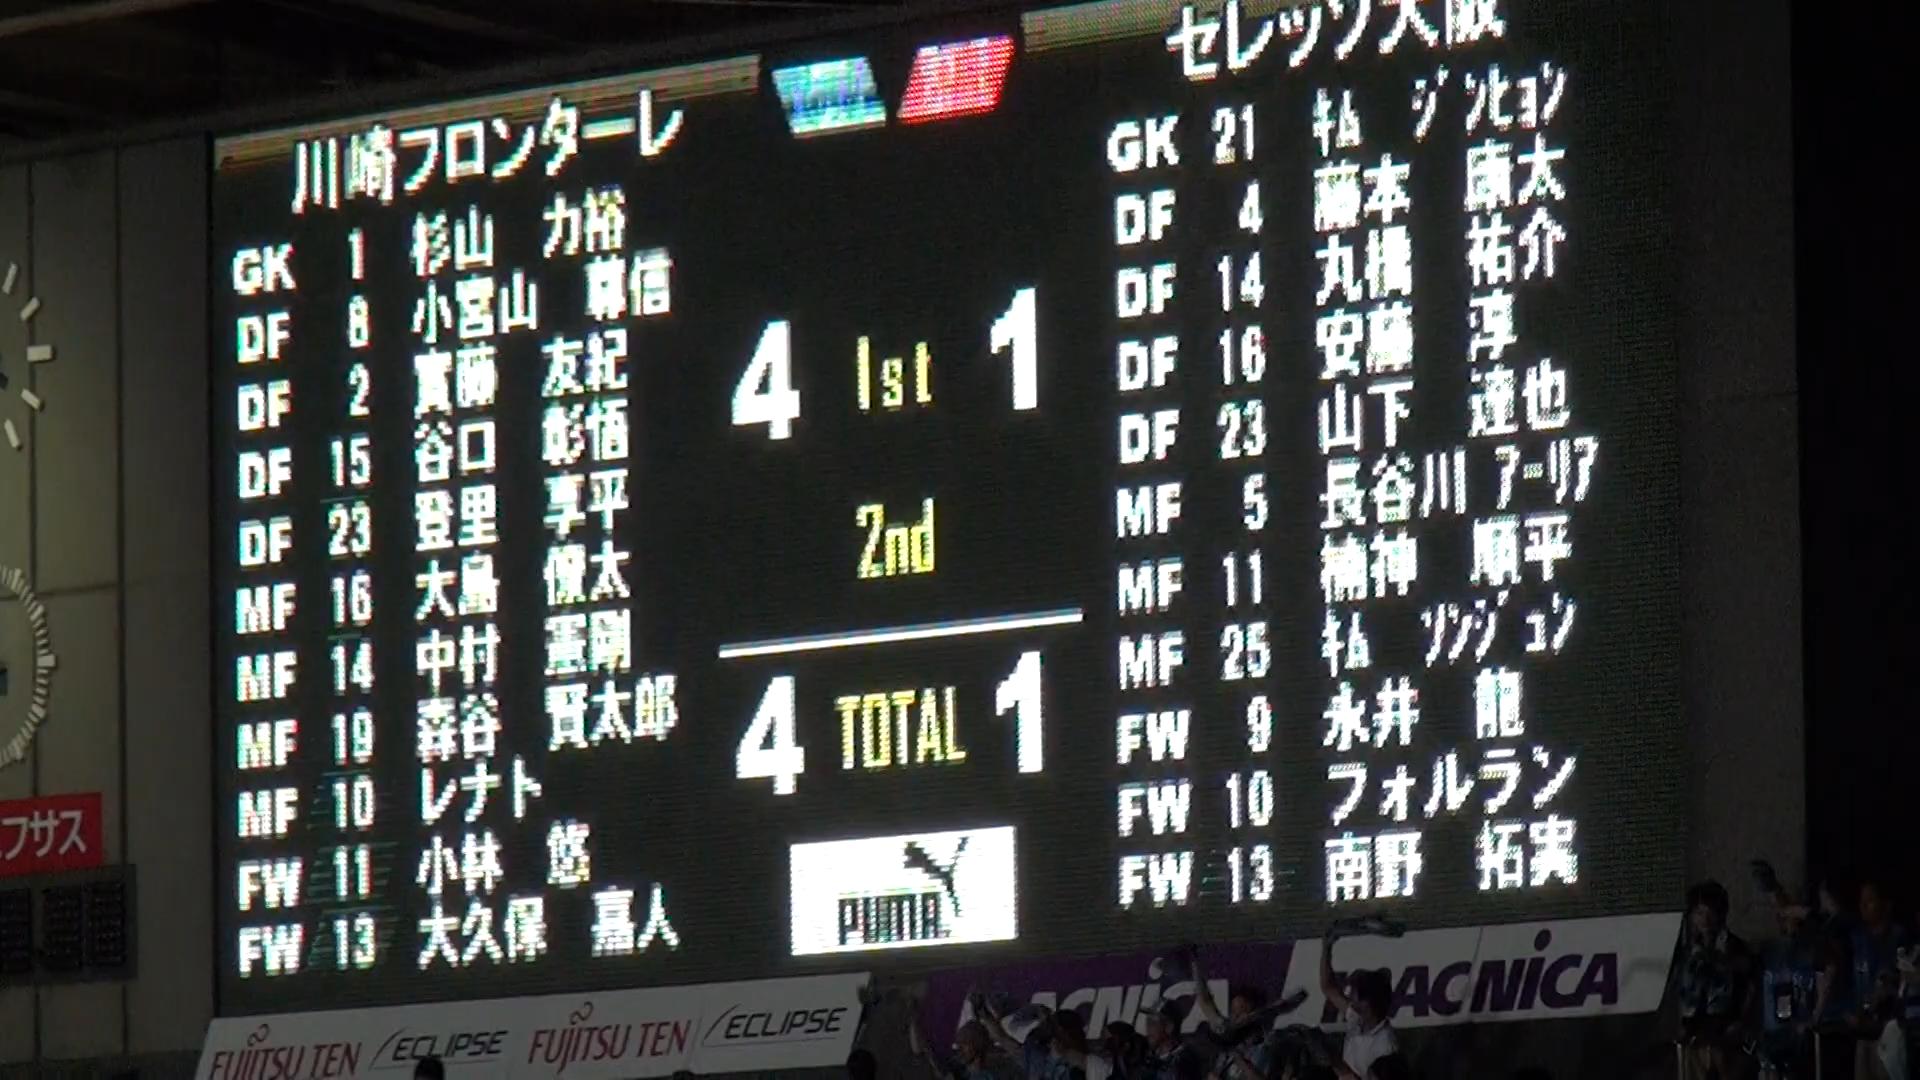 川崎フロンターレ
GK 1 杉山 力裕
DF 8 小宮山 尊信
DF 2 實藤 友紀
DF 15 谷口 彰悟
DF 23 登里 享平
MF 16 大島 僚太
MF 14 中村 憲剛
MF 19 森谷 賢太郎
MF 10 レナト
FW 11 小林 悠
FW 13 大久保 嘉人
4 1st 1
2nd
4 TOTAL 1
PUMA
セレッソ大阪
GK 21 ｷﾑ ｼﾞﾝﾋｮﾝ
DF 4 藤本 康太
DF 14 丸橋 祐介
DF 16 安藤 淳
DF 23 山下 達也
MF 5 長谷川 ｱｰﾘｱ
MF 11 楠神 順平
MF 25 ｷﾑ ｿﾝｼﾞｭﾝ
FW 9 永井 龍
FW 10 フォルラン
FW 13 南野 拓実
フサス
FUJITSU TEN ECLIPSE FUJITSU TEN ECLIPSE
MACNICA